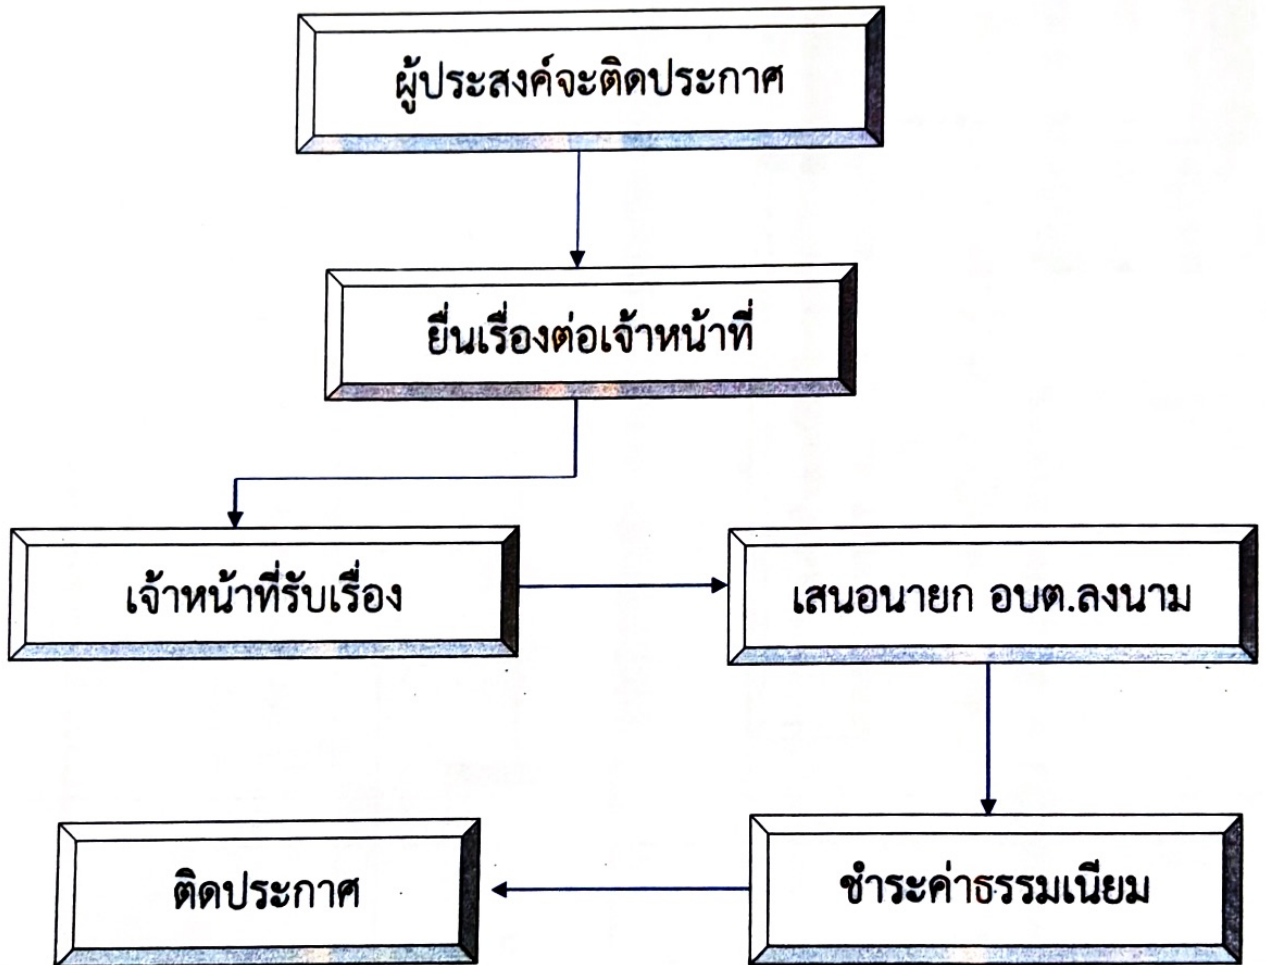 ผู้ประสงค์จะติดประกาศ
ยื่นเรื่องต่อเจ้าหน้าที่
เจ้าหน้าที่รับเรื่อง
เสนอนายก อบต.ลงนาม
ชำระค่าธรรมเนียม
ติดประกาศ